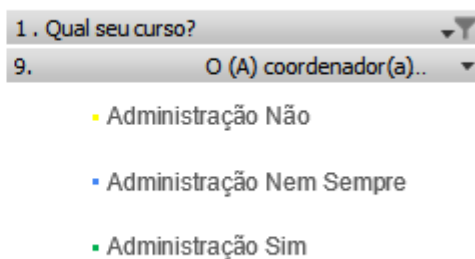 1 . Qual seu curso?
9. O (A) coordenador(a)..
Administração Não
Administração Nem Sempre
Administração Sim